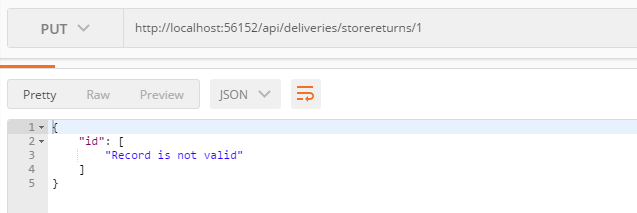 PUT http://localhost:56152/api/deliveries/storereturns/1
Pretty Raw Preview JSON
1 {
2 "id": [
3 "Record is not valid"
4 ]
5 }